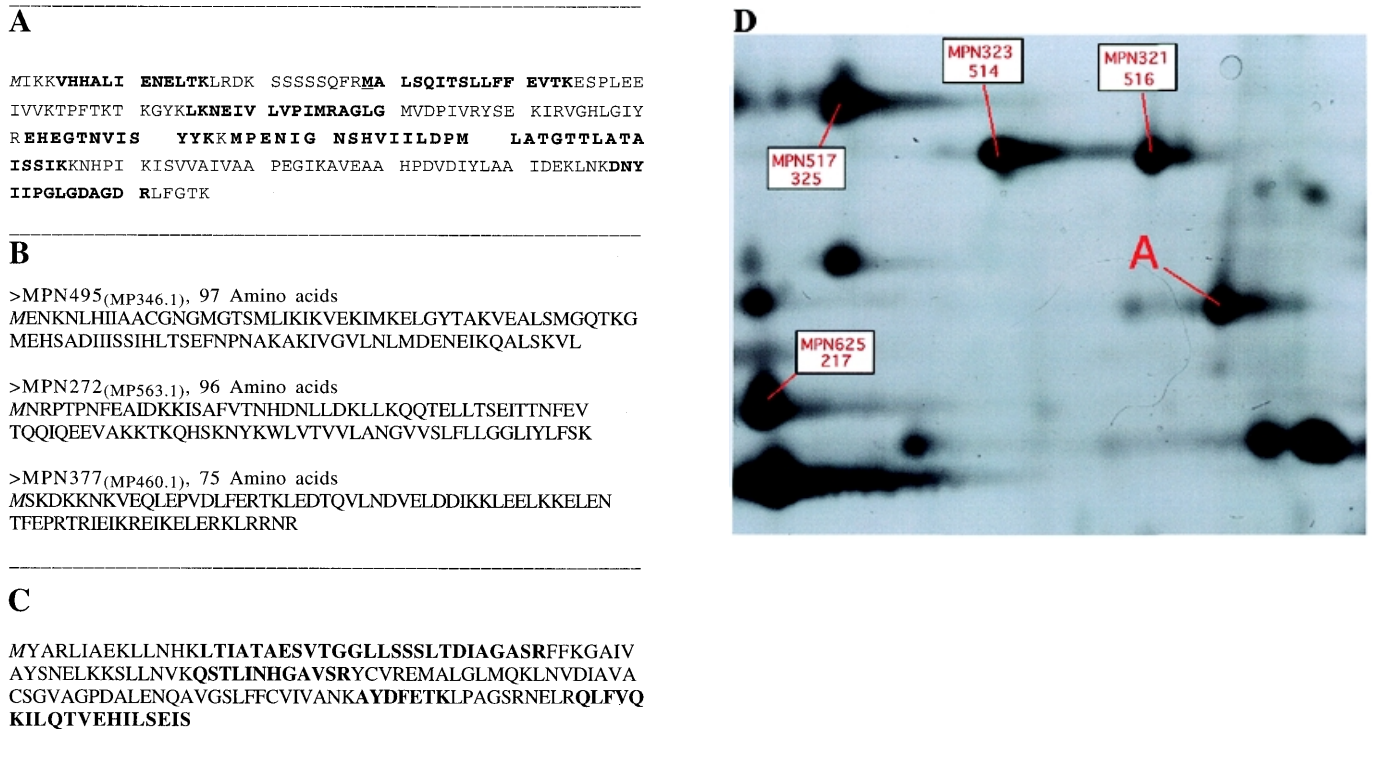 A
MIKKVHHALI ENELTKLRDK SSSSSQFRMA LSQITSLLFF EVTKESPLEE
IVVKTPFTKT KGYKLKNEIV LVPIMRAGLG MVDPIVRYSE KIRVGHLGIY
REHEGTNVIS YYKKMPENIG NSHVIILDPM LATGTTLATA
ISSIKKNHPI KISVVAIVAA PEGIKAVEAA HPDVDIYLAA IDEKLNKDNY
IIPGLGDAGD RLFGTK
B
>MPN495(MP346.1), 97 Amino acids
MENKNLHIIAACGNGMGTSMLIKIKVEKIMKELGYTAKVEALSMGQTKG
MEHSADIIISSIHLTSEFNPNAKAKIVGVLNLMDENEIKQALSKVL
>MPN272(MP563.1), 96 Amino acids
MNRPTPNFEAIDKKISAFVTNHDNLLDKLLKQQTELLTSEITTNFEV
TQQIQEEVAKKTKQHSKNYKWLVTVVLANGVVSLFLLGGLIYLFSK
>MPN377(MP460.1), 75 Amino acids
MSKDKKNKVEQLEPVDLFERTKLEDTQVLNDVELDDIKKLEELKKELEN
TFEPRTRIEIKREIKELERKLRRNR
C
MYARLIAEKLLNHKLTIATAESVTGGLLSSSLTDIAGASRFFKGAIV
AYSNELKKSLLNVKQSTLINHGAVSRYCVREMALGLMQKLNVDIAVA
CSGVAGPDALENQAVGSLFFCVIVANKAYDFETKLPAGSRNELRQLFVQ
KILQTVEHILSEIS
D
MPN323
514
MPN321
516
MPN517
325
A
MPN625
217